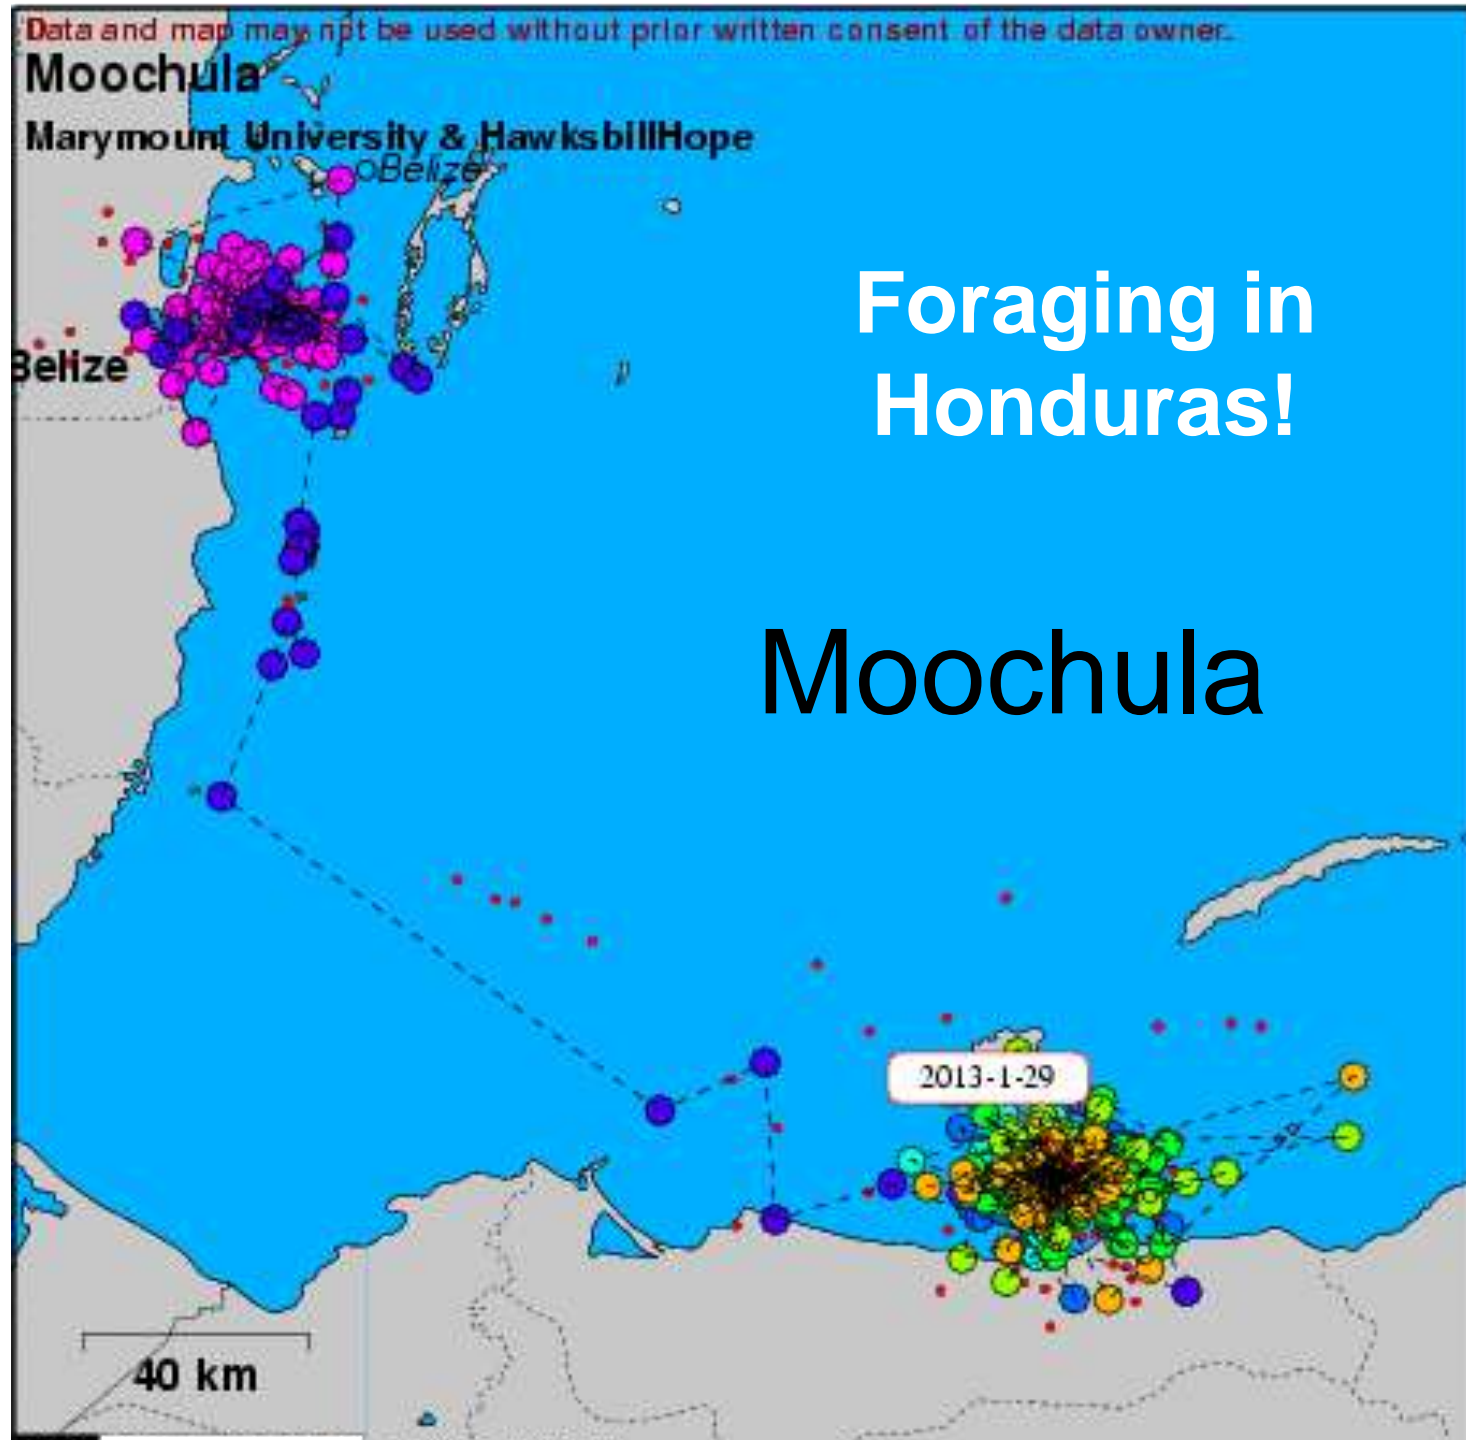 Data and map may not be used without prior written consent of the data owner.
Moochula
Marymount University & HawksbillHope
Belize
Foraging in
Honduras!
Belize
Moochula
2013-1-29
40 km